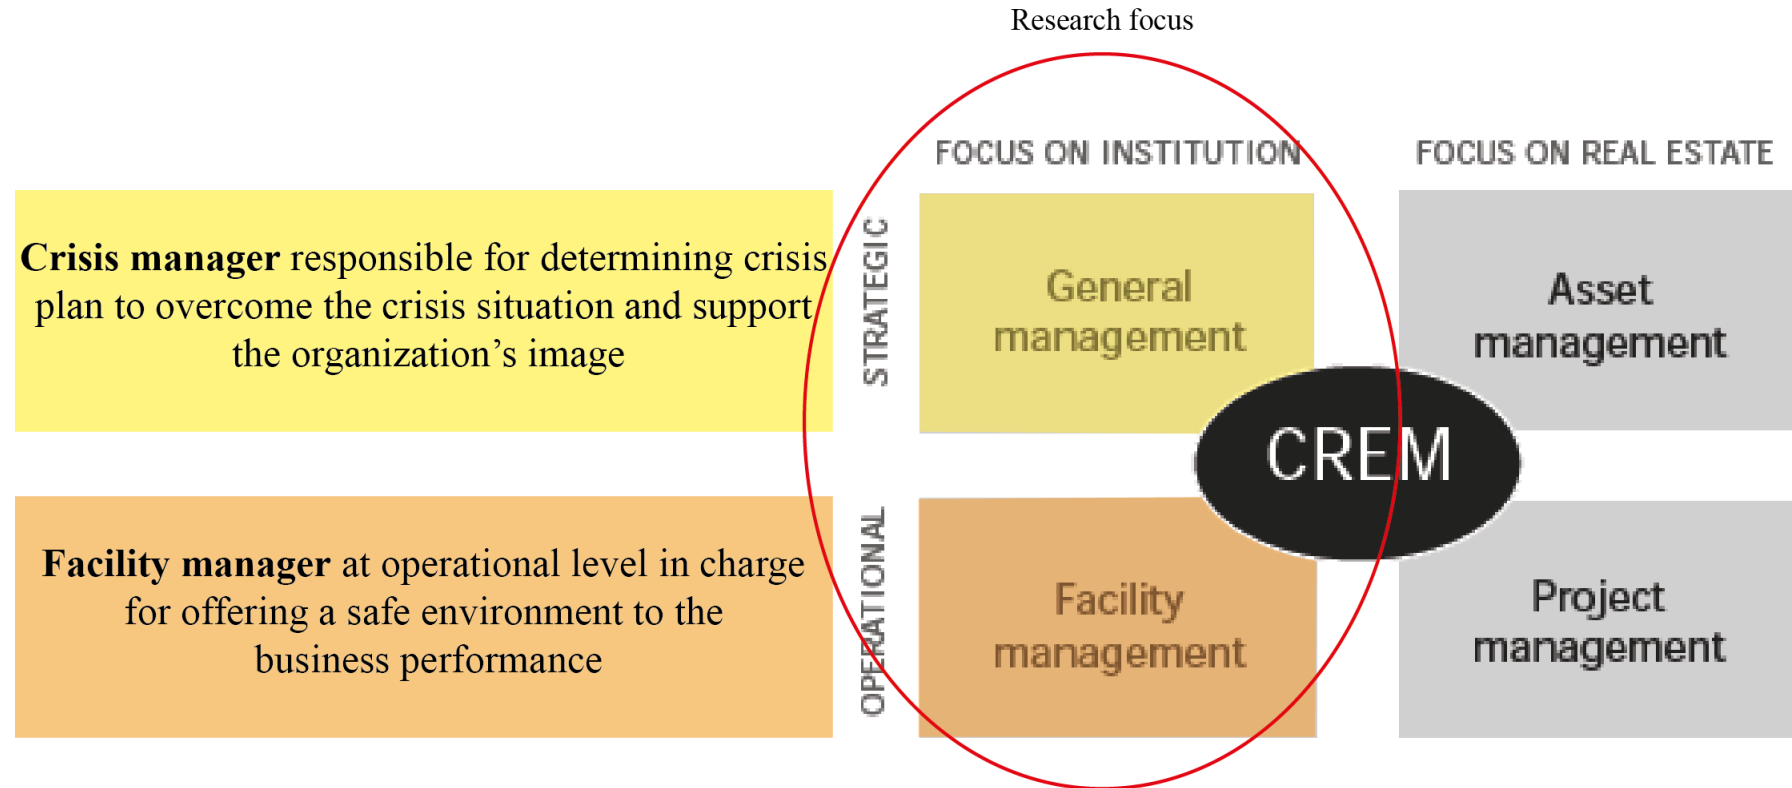 Research focus
FOCUS ON INSTITUTION
FOCUS ON REAL ESTATE
Crisis manager responsible for determining crisis
plan to overcome the crisis situation and support
the organization’s image
STRATEGIC
General
management
Asset
management
CREM
Facility manager at operational level in charge
for offering a safe environment to the
business performance
OPERATIONAL
Facility
management
Project
management